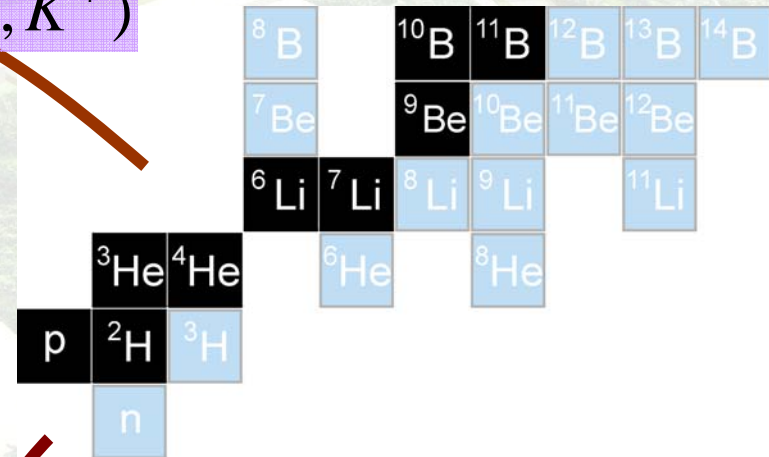 , K⁺)
⁸B ¹⁰B ¹¹B ¹²B ¹³B ¹⁴B
⁷Be ⁹Be ¹⁰Be ¹¹Be ¹²Be
⁶Li ⁷Li ⁸Li ⁹Li ¹¹Li
³He ⁴He ⁶He ⁸He
p ²H ³H
n